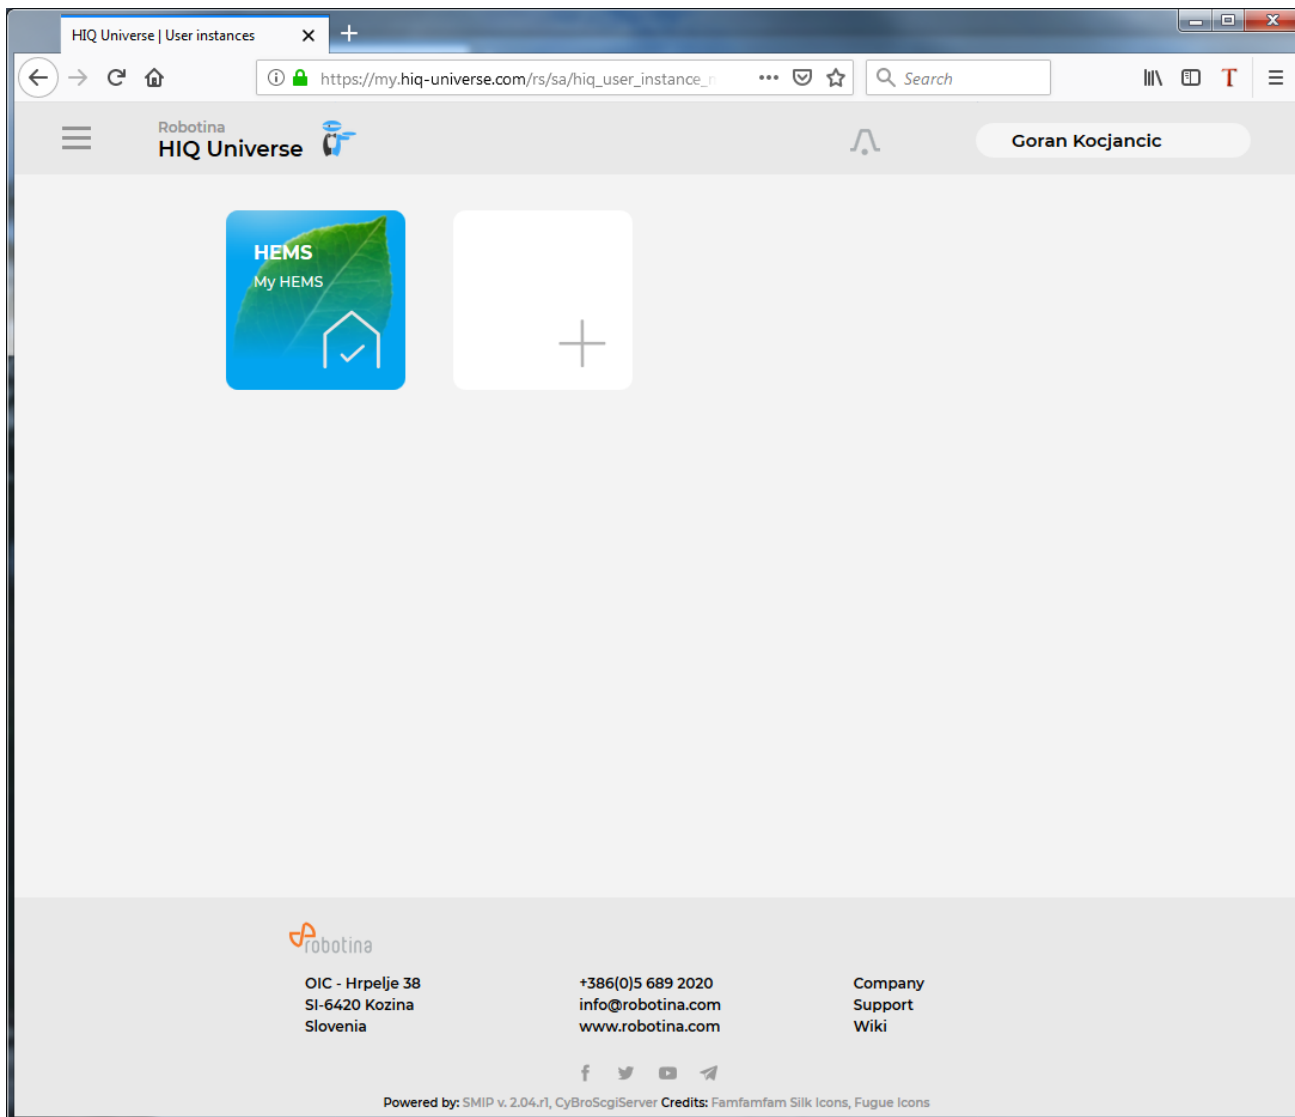 HIQ Universe | User instances
https://my.hiq-universe.com/rs/sa/hiq_user_instance_
Search
T
Robotina
HIQ Universe
Goran Kocjancic
HEMS
My HEMS
robotina
OIC - Hrpelje 38
SI-6420 Kozina
Slovenia
+386(0)5 689 2020
info@robotina.com
www.robotina.com
Company
Support
Wiki
Powered by: SMIP v. 2.04.r1, CyBroScgiServer Credits: Famfamfam Silk Icons, Fugue Icons